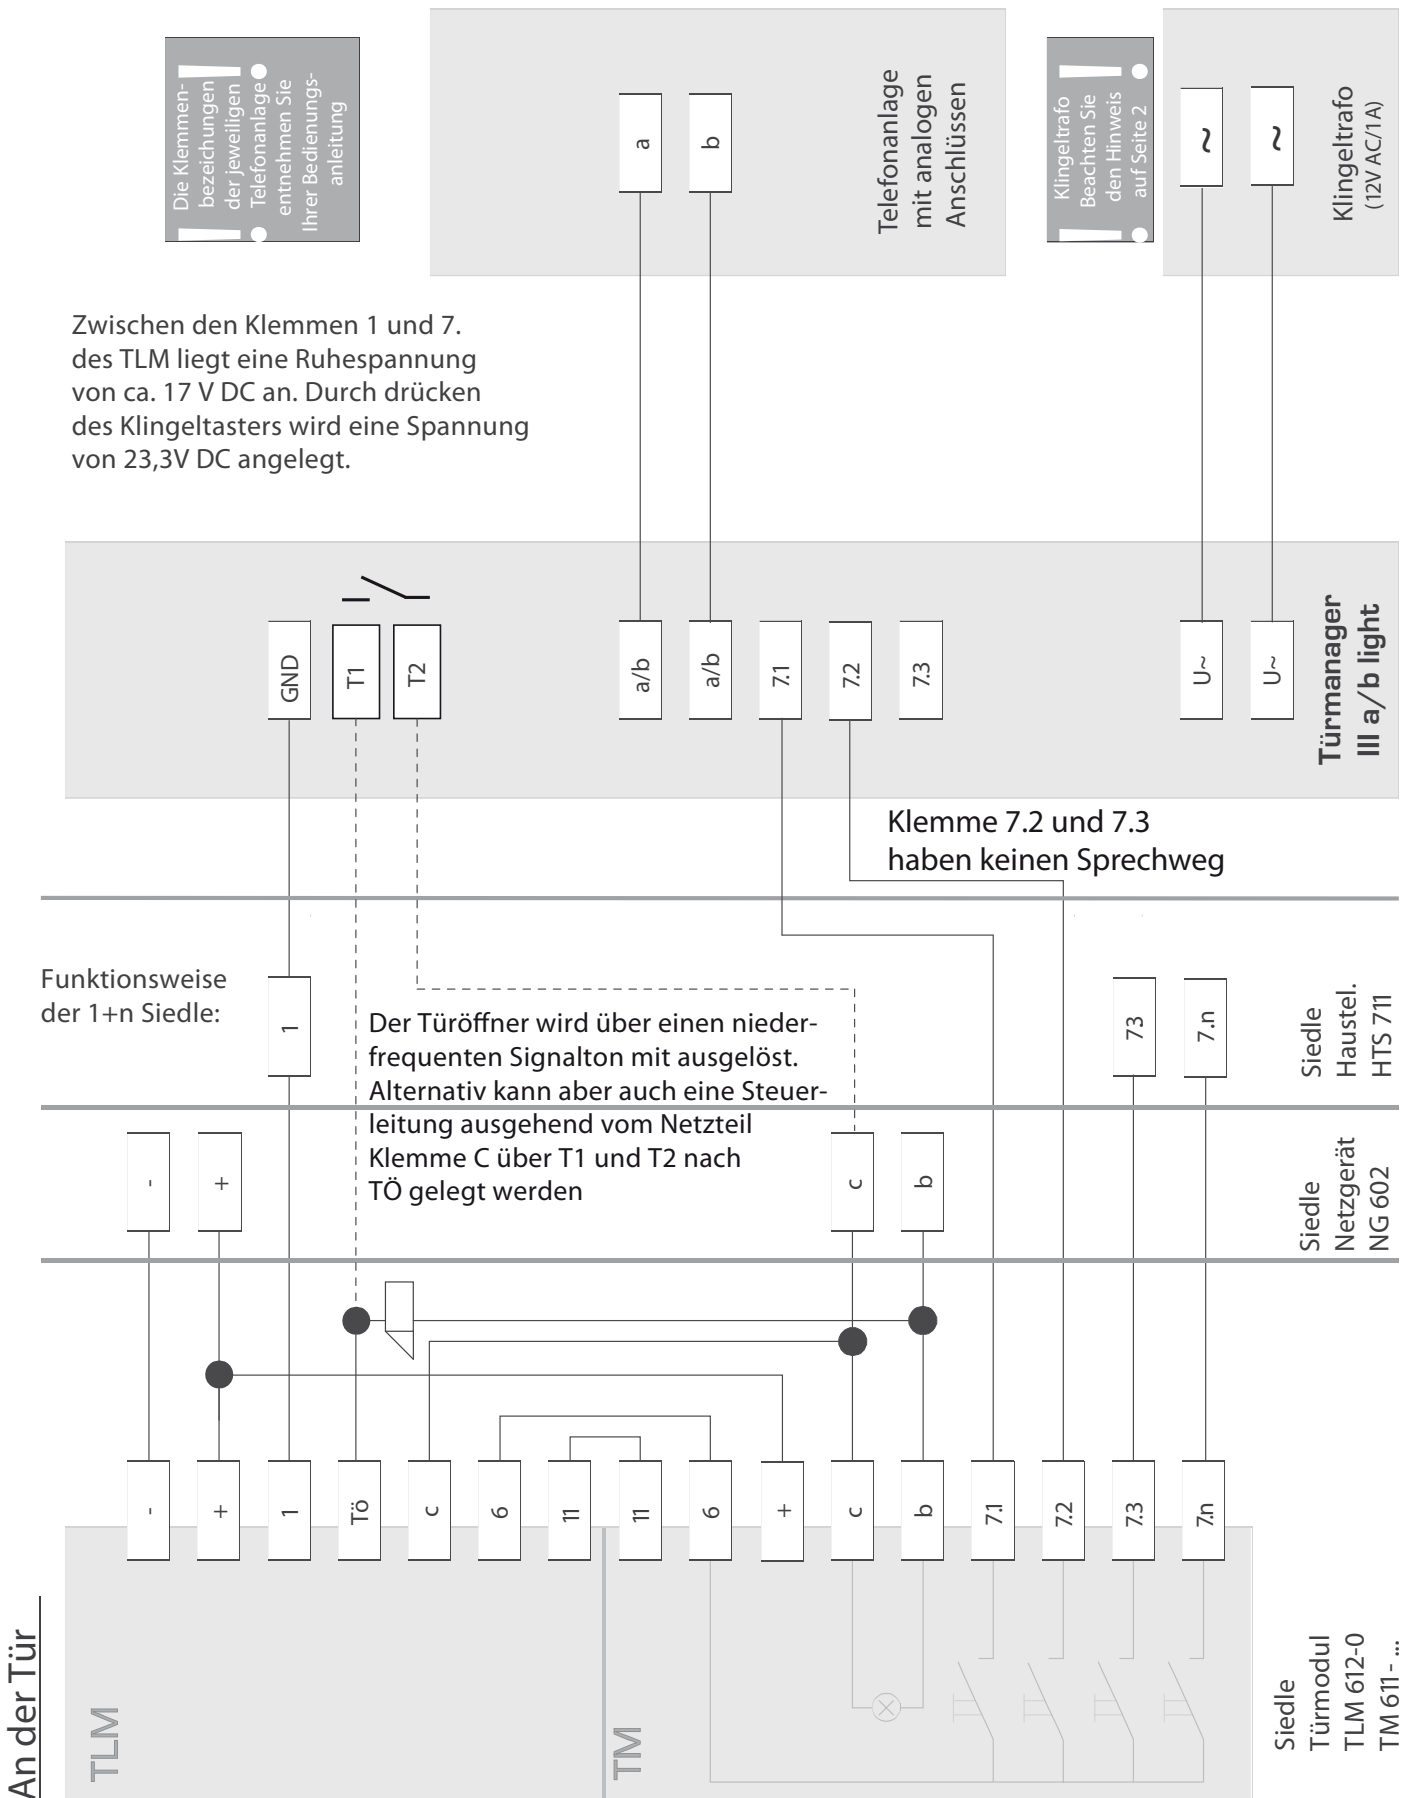 Die Klemmen-
bezeichungen
der jeweiligen
Telefonanlage
entnehmen Sie
Ihrer Bedienungs-
anleitung
a
b
Telefonanlage
mit analogen
Anschlüssen
Klingeltrafo
Beachten Sie
den Hinweis
auf Seite 2
~
~
Klingeltrafo
(12V AC/1A)
Zwischen den Klemmen 1 und 7.
des TLM liegt eine Ruhespannung
von ca. 17 V DC an. Durch drücken
des Klingeltasters wird eine Spannung
von 23,3V DC angelegt.
GND
T1
T2
a/b
a/b
7.1
7.2
7.3
U~
U~
Türmanager
III a/b light
Klemme 7.2 und 7.3
haben keinen Sprechweg
Funktionsweise
der 1+n Siedle:
1
Der Türöffner wird über einen nieder-
frequenten Signalton mit ausgelöst.
Alternativ kann aber auch eine Steuer-
leitung ausgehend vom Netzteil
Klemme C über T1 und T2 nach
TÖ gelegt werden
73
7.n
Siedle
Haustel.
HTS 711
-
+
c
b
Siedle
Netzgerät
NG 602
-
+
1
Tö
c
6
11
11
6
+
c
b
7.1
7.2
7.3
7.n
An der Tür
TLM
TM
Siedle
Türmodul
TLM 612-0
TM 611- ...